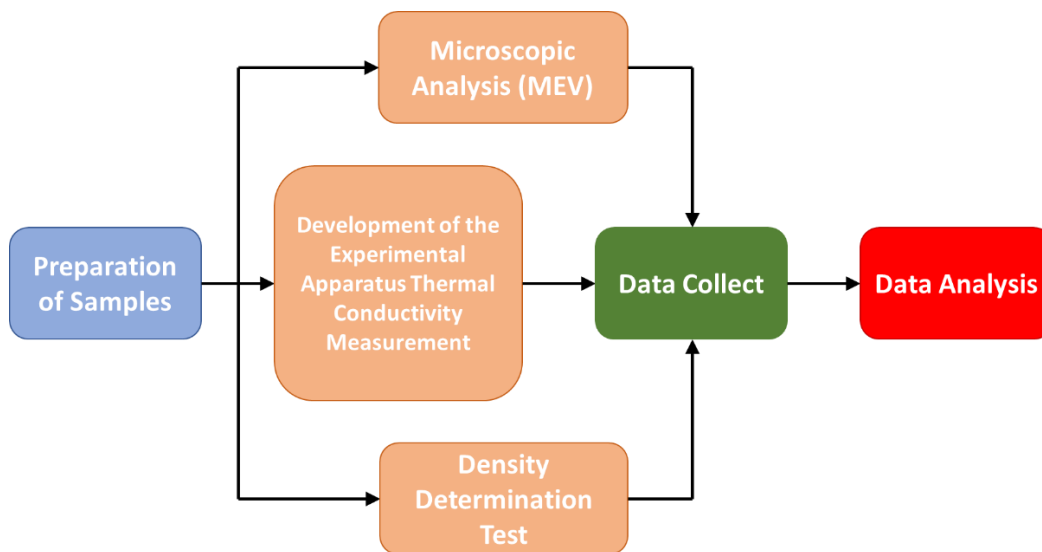 Microscopic
Analysis (MEV)
Preparation
of Samples
Development of the
Experimental
Apparatus Thermal
Conductivity
Measurement
Data Collect
Data Analysis
Density
Determination
Test